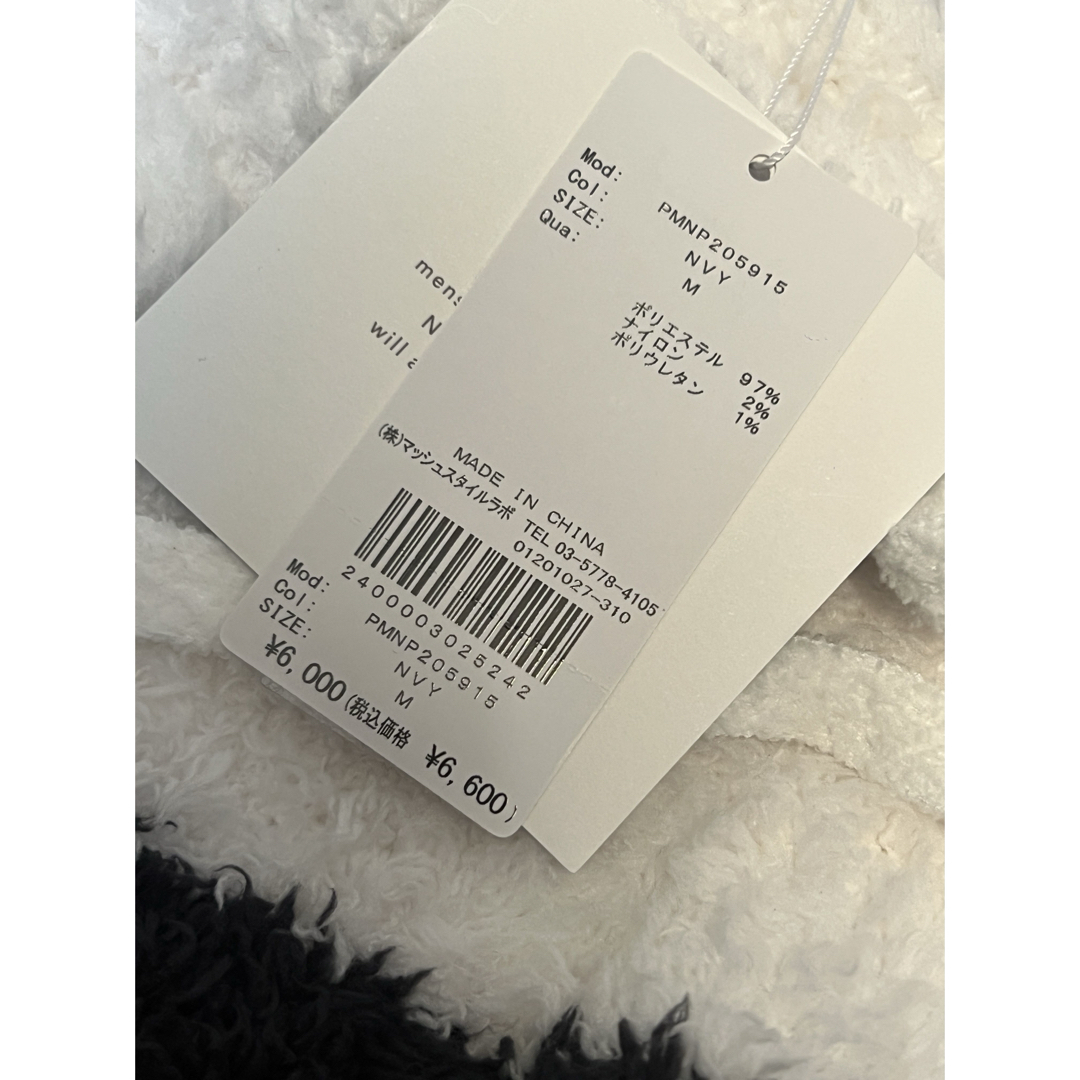 Mod: PMNP205915
Col: NVY
SIZE: M
Qua:
ポリエステル 97%
ナイロン 2%
ポリウレタン 1%
MADE IN CHINA
(株)マッシュスタイルラボ TEL 03-5778-4105
01201027-310
2400003025242
Mod: PMNP205915
Col: NVY
SIZE: M
¥6,000(税込価格 ¥6,600)
mens
N
will a